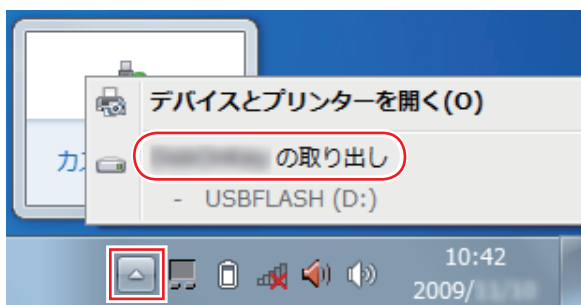 デバイスとプリンターを開く(O)
カ
の取り出し
- USBFLASH (D:)
10:42
2009/